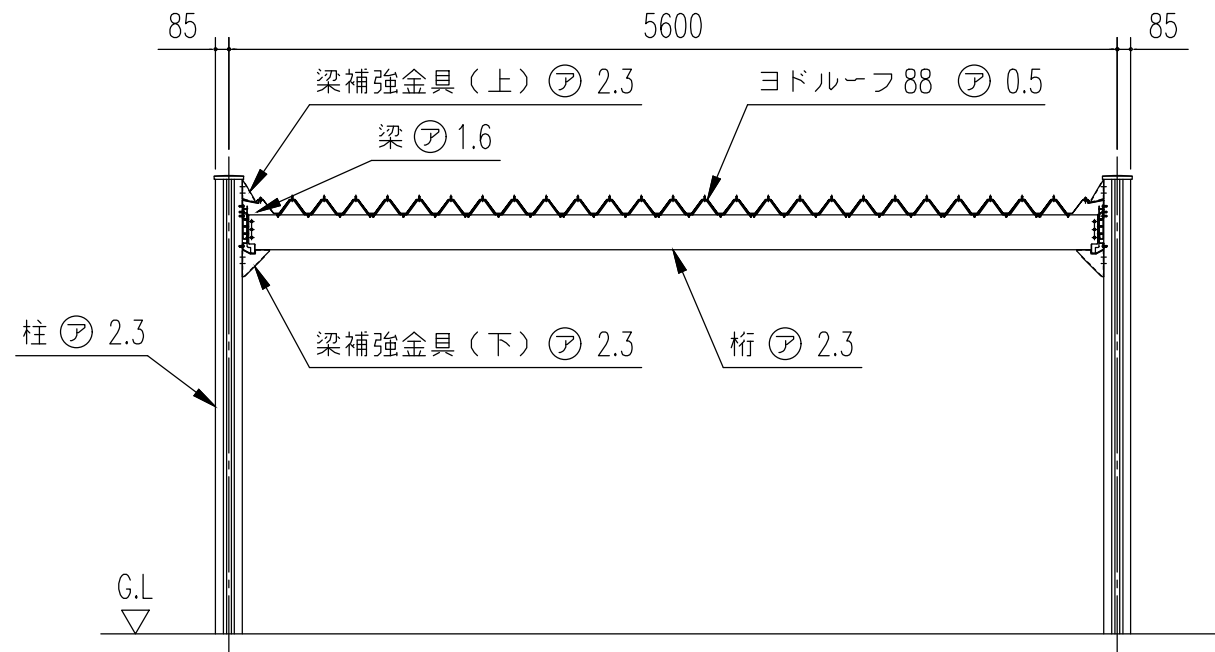 85 5600 85
梁補強金具（上）㋐ 2.3
ヨドルーフ 88 ㋐ 0.5
梁 ㋐ 1.6
柱 ㋐ 2.3
梁補強金具（下）㋐ 2.3
桁 ㋐ 2.3
G.L